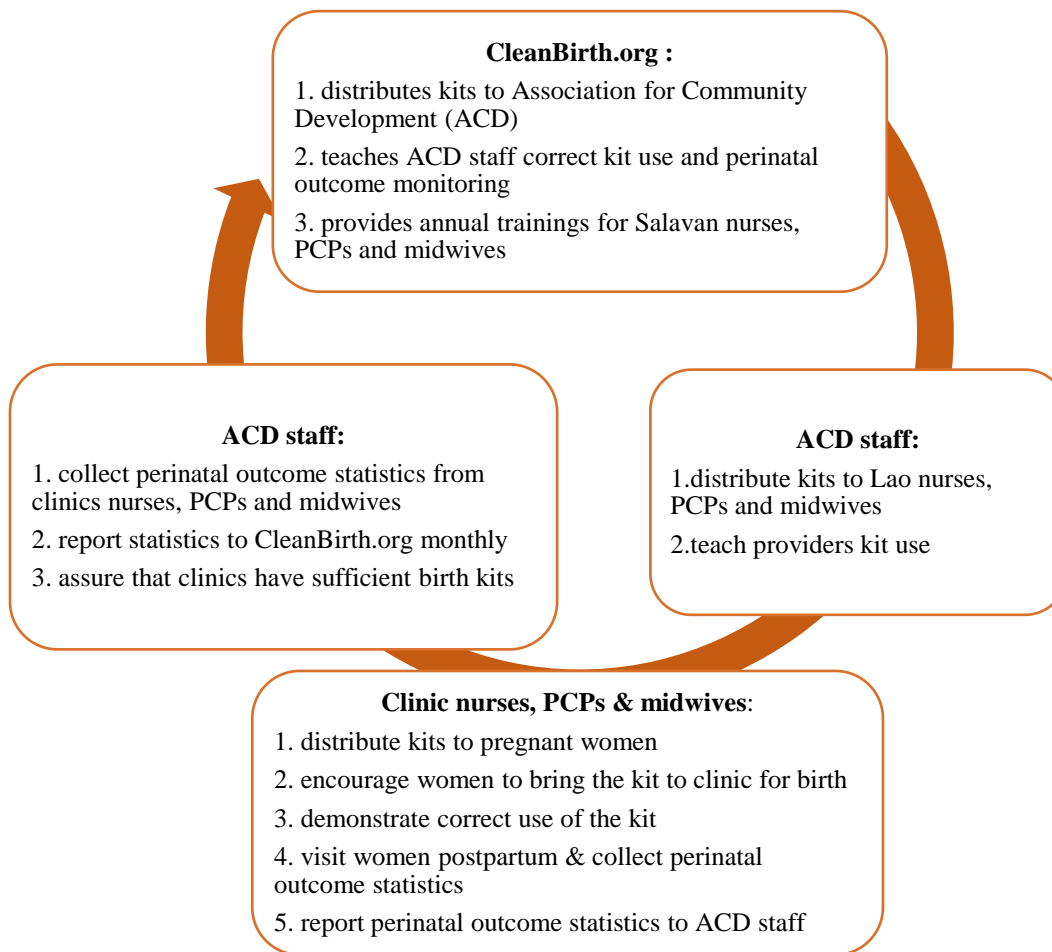 CleanBirth.org :
1. distributes kits to Association for Community
Development (ACD)
2. teaches ACD staff correct kit use and perinatal
outcome monitoring
3. provides annual trainings for Salavan nurses,
PCPs and midwives
ACD staff:
1.distribute kits to Lao nurses,
PCPs and midwives
2.teach providers kit use
Clinic nurses, PCPs & midwives:
1. distribute kits to pregnant women
2. encourage women to bring the kit to clinic for birth
3. demonstrate correct use of the kit
4. visit women postpartum & collect perinatal
outcome statistics
5. report perinatal outcome statistics to ACD staff
ACD staff:
1. collect perinatal outcome statistics from
clinics nurses, PCPs and midwives
2. report statistics to CleanBirth.org monthly
3. assure that clinics have sufficient birth kits